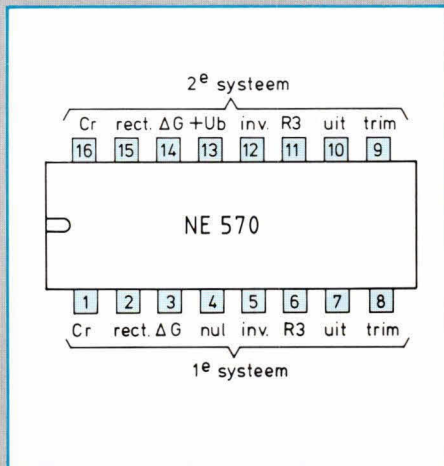 2e systeem
Cr rect. ΔG +Ub inv. R3 uit trim
16 15 14 13 12 11 10 9
NE 570
1 2 3 4 5 6 7 8
Cr rect. ΔG nul inv. R3 uit trim
1e systeem